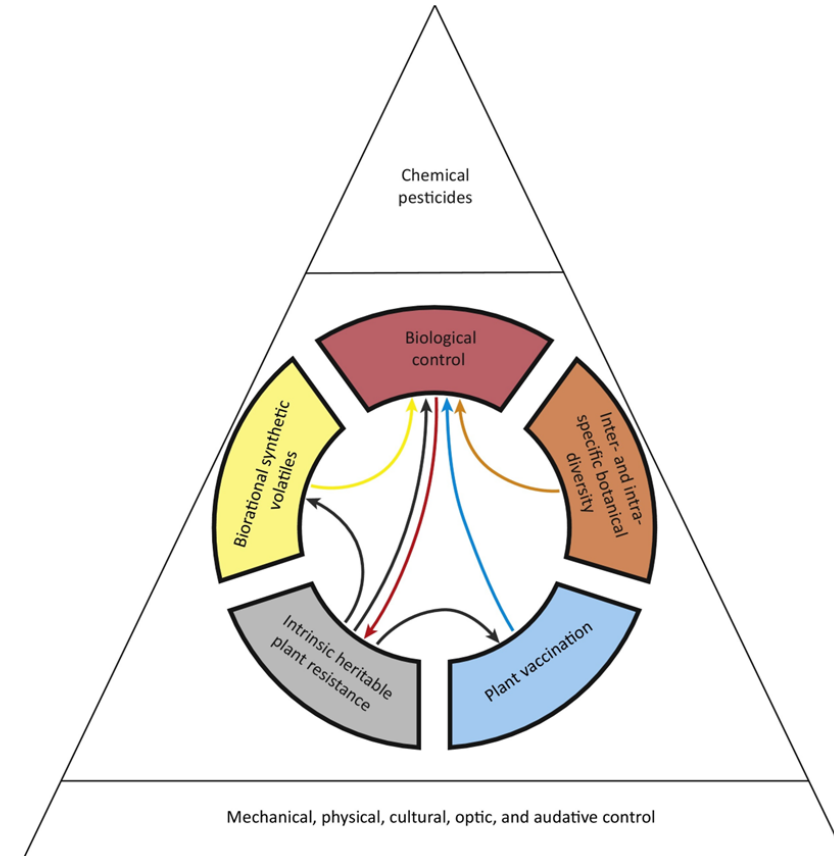 Chemical
pesticides
Biological
control
Biorational synthetic
volatiles
Inter- and intra-
specific botanical
diversity
Intrinsic heritable
plant resistance
Plant vaccination
Mechanical, physical, cultural, optic, and audative control